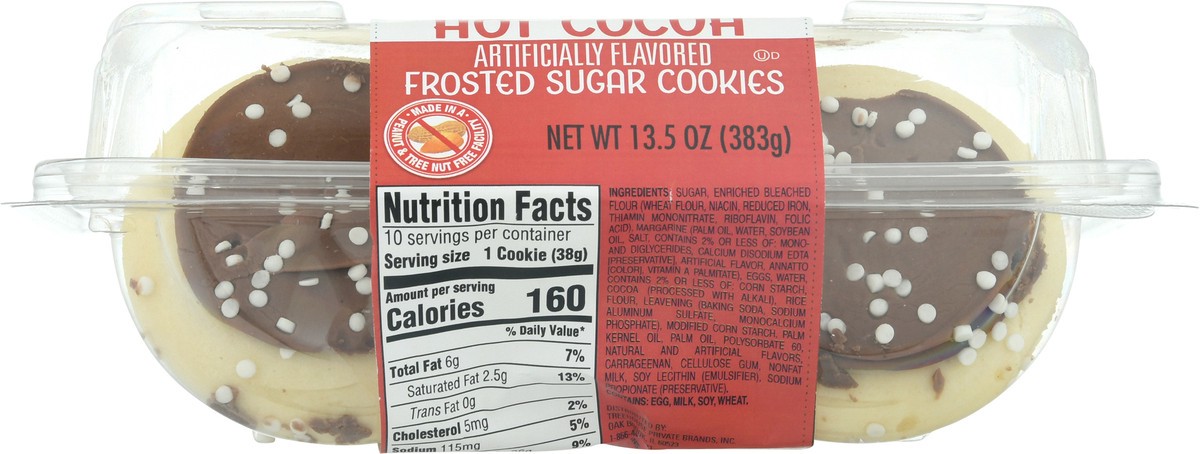 HOT COCOA
ARTIFICIALLY FLAVORED
FROSTED SUGAR COOKIES
U D
• MADE IN A •
PEANUT & TREE NUT FREE FACILITY
NET WT 13.5 OZ (383g)
Nutrition Facts
10 servings per container
Serving size 1 Cookie (38g)
Amount per serving
Calories 160
% Daily Value*
Total Fat 6g 7%
Saturated Fat 2.5g 13%
Trans Fat 0g
Cholesterol 5mg 2%
Sodium 115mg 5%
9%
INGREDIENTS: SUGAR, ENRICHED BLEACHED
FLOUR (WHEAT FLOUR, NIACIN, REDUCED IRON,
THIAMIN MONONITRATE, RIBOFLAVIN, FOLIC
ACID), MARGARINE (PALM OIL, WATER, SOYBEAN
OIL, SALT, CONTAINS 2% OR LESS OF: MONO-
AND DIGLYCERIDES, CALCIUM DISODIUM EDTA
[PRESERVATIVE], ARTIFICIAL FLAVOR, ANNATTO
[COLOR], VITAMIN A PALMITATE), EGGS, WATER,
CONTAINS 2% OR LESS OF: CORN STARCH,
COCOA (PROCESSED WITH ALKALI), RICE
FLOUR, LEAVENING (BAKING SODA, SODIUM
ALUMINUM SULFATE, MONOCALCIUM
PHOSPHATE), MODIFIED CORN STARCH, PALM
KERNEL OIL, PALM OIL, POLYSORBATE 60,
NATURAL AND ARTIFICIAL FLAVORS,
CARRAGEENAN, CELLULOSE GUM, NONFAT
MILK, SOY LECITHIN (EMULSIFIER), SODIUM
PROPIONATE (PRESERVATIVE).
CONTAINS: EGG, MILK, SOY, WHEAT.
BY:
PRIVATE BRANDS, INC.
OAK